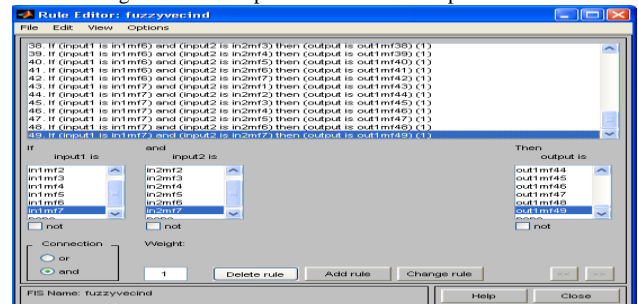 Rule Editor: fuzzyvecind
File Edit View Options
38. If (input1 is in1mf6) and (input2 is in2mf3) then (output is out1mf38) (1)
39. If (input1 is in1mf6) and (input2 is in2mf4) then (output is out1mf39) (1)
40. If (input1 is in1mf6) and (input2 is in2mf5) then (output is out1mf40) (1)
41. If (input1 is in1mf6) and (input2 is in2mf6) then (output is out1mf41) (1)
42. If (input1 is in1mf6) and (input2 is in2mf7) then (output is out1mf42) (1)
43. If (input1 is in1mf7) and (input2 is in2mf1) then (output is out1mf43) (1)
44. If (input1 is in1mf7) and (input2 is in2mf2) then (output is out1mf44) (1)
45. If (input1 is in1mf7) and (input2 is in2mf3) then (output is out1mf45) (1)
46. If (input1 is in1mf7) and (input2 is in2mf4) then (output is out1mf46) (1)
47. If (input1 is in1mf7) and (input2 is in2mf5) then (output is out1mf47) (1)
48. If (input1 is in1mf7) and (input2 is in2mf6) then (output is out1mf48) (1)
49. If (input1 is in1mf7) and (input2 is in2mf7) then (output is out1mf49) (1)
If and Then
input1 is input2 is output is
in1mf2 in2mf2 out1mf44
in1mf3 in2mf3 out1mf45
in1mf4 in2mf4 out1mf46
in1mf5 in2mf5 out1mf47
in1mf6 in2mf6 out1mf48
in1mf7 in2mf7 out1mf49
not not not
Connection Weight:
or
and 1 Delete rule Add rule Change rule << >>
FIS Name: fuzzyvecind Help Close